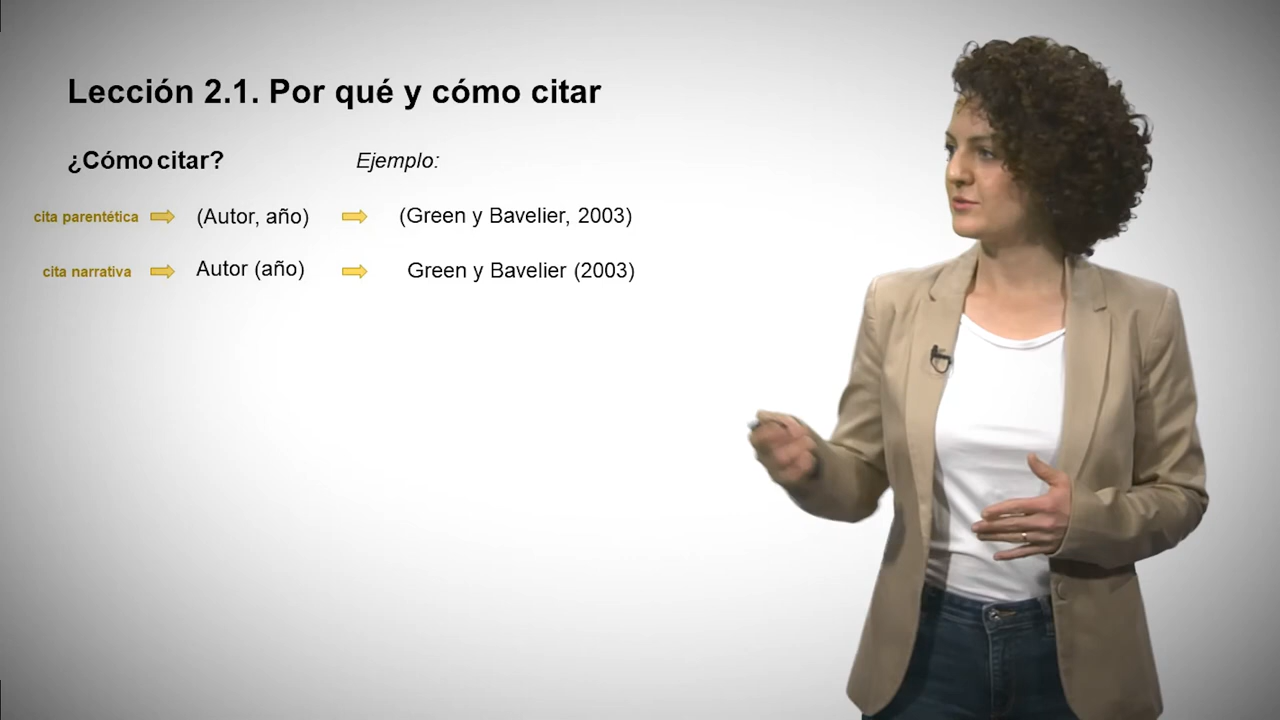 Lección 2.1. Por qué y cómo citar
¿Cómo citar? Ejemplo:
cita parentética (Autor, año) (Green y Bavelier, 2003)
cita narrativa Autor (año) Green y Bavelier (2003)